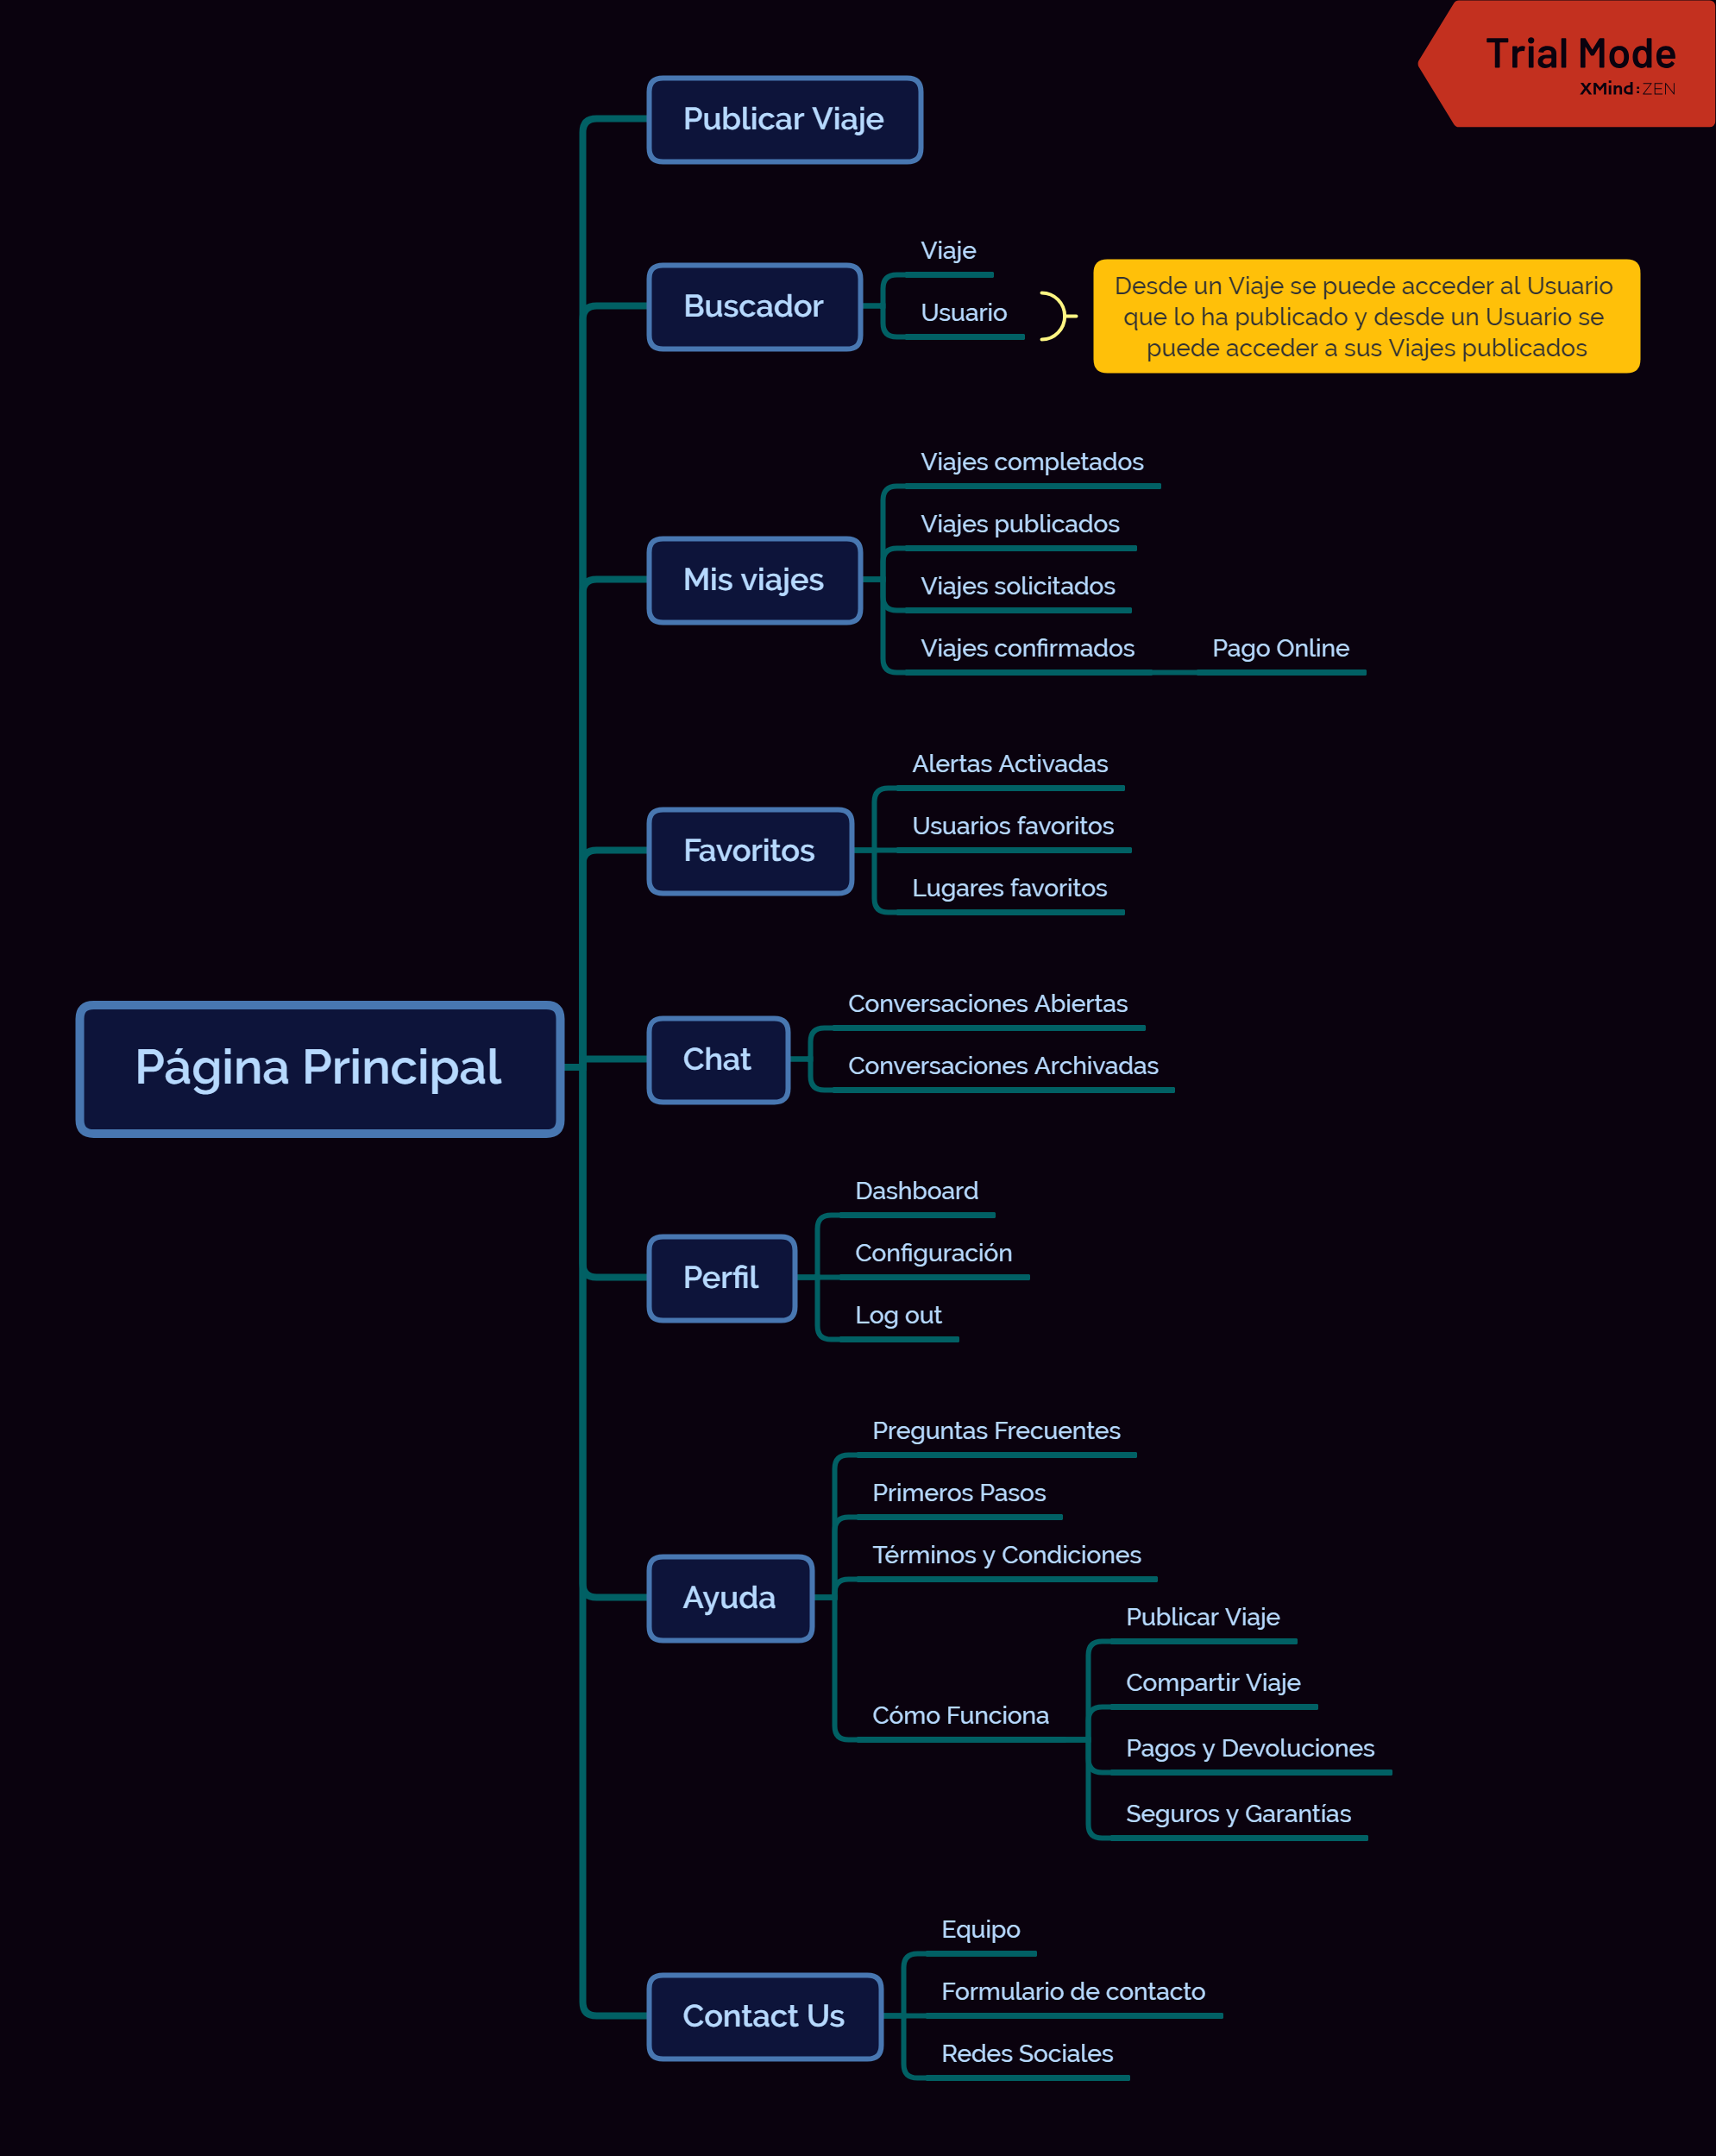 Trial Mode
XMind:ZEN
Publicar Viaje
Buscador
Viaje
Usuario
Desde un Viaje se puede acceder al Usuario
que lo ha publicado y desde un Usuario se
puede acceder a sus Viajes publicados
Mis viajes
Viajes completados
Viajes publicados
Viajes solicitados
Viajes confirmados
Pago Online
Favoritos
Alertas Activadas
Usuarios favoritos
Lugares favoritos
Página Principal
Chat
Conversaciones Abiertas
Conversaciones Archivadas
Perfil
Dashboard
Configuración
Log out
Ayuda
Preguntas Frecuentes
Primeros Pasos
Términos y Condiciones
Cómo Funciona
Publicar Viaje
Compartir Viaje
Pagos y Devoluciones
Seguros y Garantías
Contact Us
Equipo
Formulario de contacto
Redes Sociales